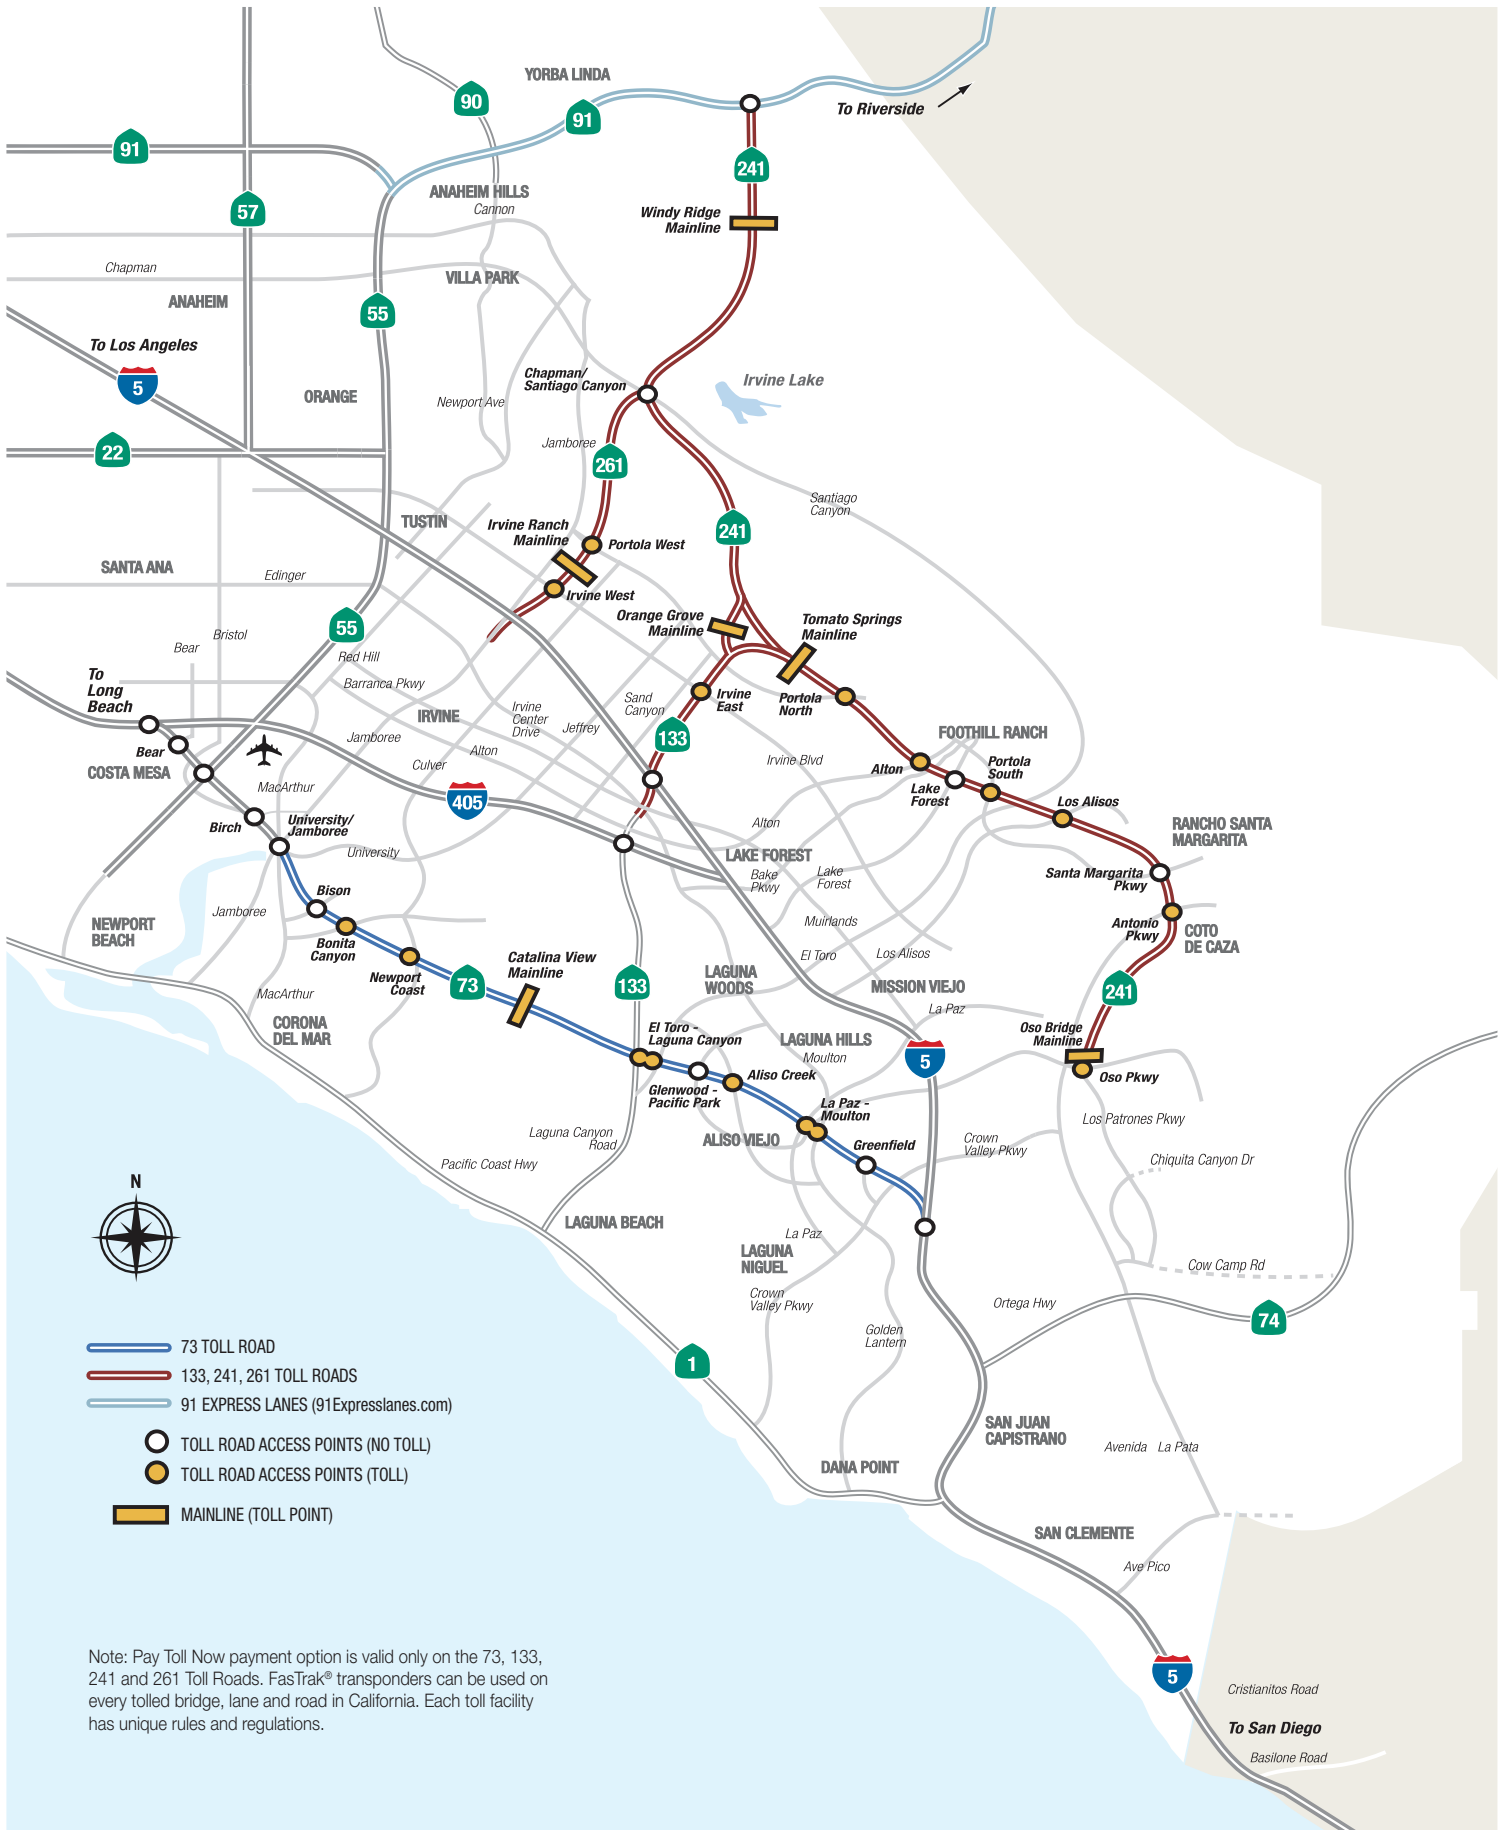 YORBA LINDA
90
91
To Riverside
91
241
57
ANAHEIM HILLS
Cannon
Windy Ridge
Mainline
Chapman
VILLA PARK
ANAHEIM
55
To Los Angeles
5
ORANGE
Chapman/
Santiago Canyon
Irvine Lake
Newport Ave
Jamboree
22
261
Santiago
Canyon
TUSTIN
241
Irvine Ranch
Mainline
Portola West
SANTA ANA
Edinger
Irvine West
Orange Grove
Mainline
Tomato Springs
Mainline
55
Bristol
Bear
Red Hill
To
Long
Beach
Barranca Pkwy
Sand
Canyon
Irvine
East
Portola
North
IRVINE
Irvine
Center
Drive
Jeffrey
133
FOOTHILL RANCH
Bear
Jamboree
Alton
Irvine Blvd
Culver
COSTA MESA
Alton
Portola
South
MacArthur
405
Lake
Forest
Los Alisos
Birch
University/
Jamboree
Alton
RANCHO SANTA
MARGARITA
University
LAKE FOREST
Bake
Pkwy
Lake
Forest
Santa Margarita
Pkwy
Bison
Jamboree
Muirlands
NEWPORT
BEACH
Bonita
Canyon
Antonio
Pkwy
COTO
DE CAZA
El Toro
Los Alisos
Catalina View
Mainline
Newport
Coast
73
133
LAGUNA
WOODS
MISSION VIEJO
241
MacArthur
La Paz
CORONA
DEL MAR
El Toro -
Laguna Canyon
LAGUNA HILLS
Moulton
5
Oso Bridge
Mainline
Aliso Creek
Oso Pkwy
Glenwood -
Pacific Park
La Paz -
Moulton
Los Patrones Pkwy
Laguna Canyon
Road
ALISO VIEJO
Greenfield
Crown
Valley Pkwy
Pacific Coast Hwy
Chiquita Canyon Dr
N
LAGUNA BEACH
La Paz
LAGUNA
NIGUEL
Cow Camp Rd
Crown
Valley Pkwy
Ortega Hwy
74
Golden
Lantern
73 TOLL ROAD
1
133, 241, 261 TOLL ROADS
91 EXPRESS LANES (91Expresslanes.com)
SAN JUAN
CAPISTRANO
TOLL ROAD ACCESS POINTS (NO TOLL)
Avenida La Pata
TOLL ROAD ACCESS POINTS (TOLL)
DANA POINT
MAINLINE (TOLL POINT)
SAN CLEMENTE
Ave Pico
Note: Pay Toll Now payment option is valid only on the 73, 133,
241 and 261 Toll Roads. FasTrak® transponders can be used on
every tolled bridge, lane and road in California. Each toll facility
has unique rules and regulations.
5
Cristianitos Road
To San Diego
Basilone Road